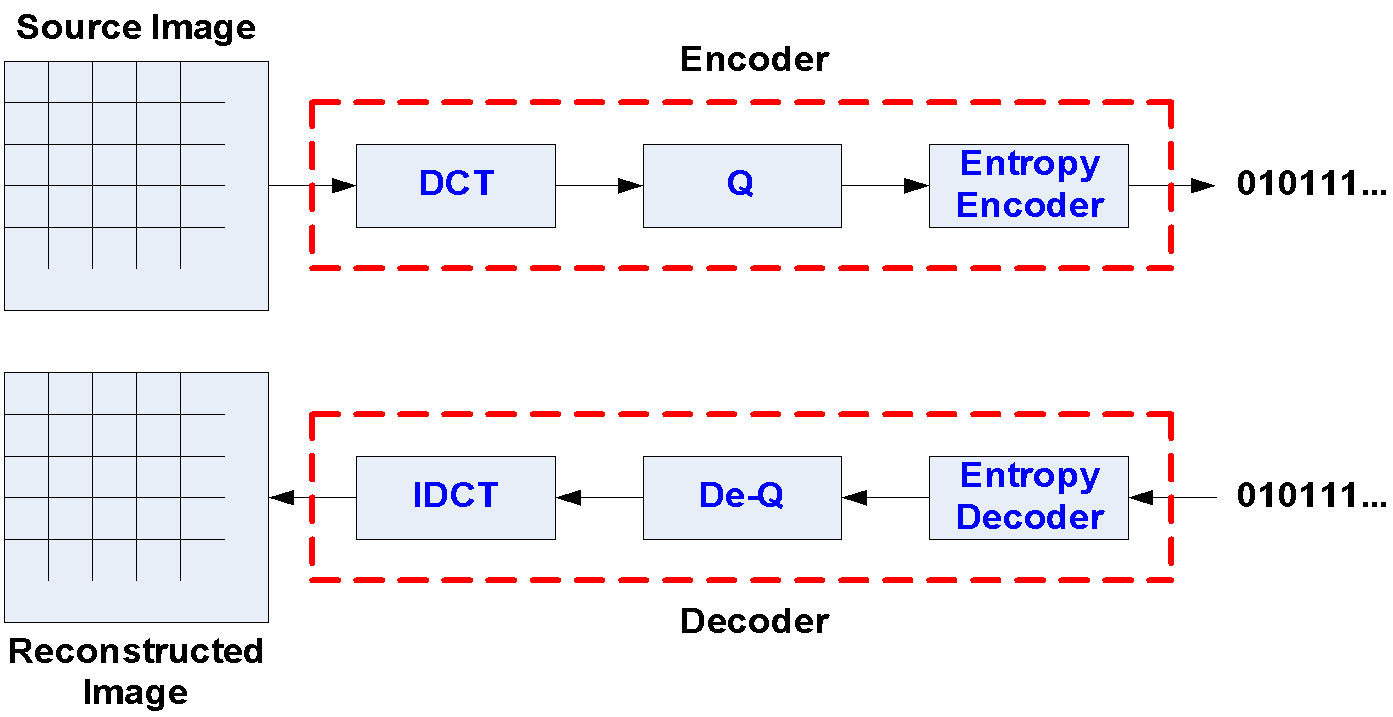 Source Image
Encoder
DCT
Q
Entropy
Encoder
010111...
IDCT
De-Q
Entropy
Decoder
010111...
Decoder
Reconstructed
Image